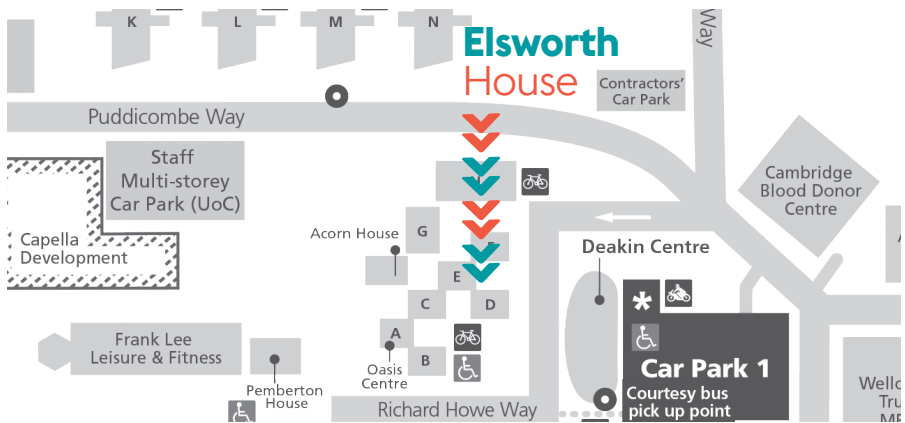 K
L
M
N
Elsworth
House
Way
Contractors'
Car Park
Puddicombe Way
Staff
Multi-storey
Car Park (UoC)
Cambridge
Blood Donor
Centre
Capella
Development
Acorn House
G
E
C
D
A
B
Deakin Centre
*
Car Park 1
Courtesy bus
pick up point
Frank Lee
Leisure & Fitness
Pemberton
House
Oasis
Centre
Richard Howe Way